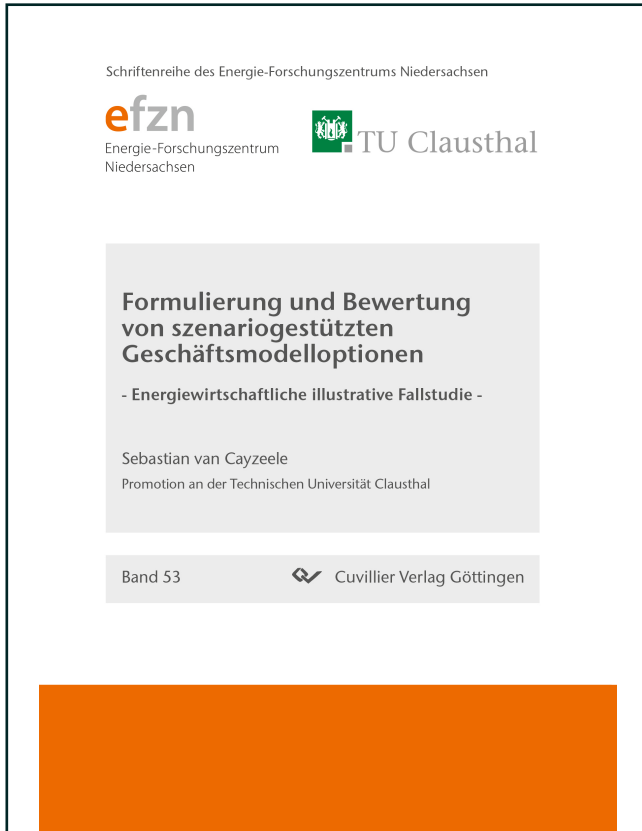 Schriftenreihe des Energie-Forschungszentrums Niedersachsen
efzn
Energie-Forschungszentrum
Niedersachsen
TU Clausthal
Formulierung und Bewertung
von szenariogestützten
Geschäftsmodelloptionen
- Energiewirtschaftliche illustrative Fallstudie -
Sebastian van Cayzeele
Promotion an der Technischen Universität Clausthal
Band 53
Cuvillier Verlag Göttingen